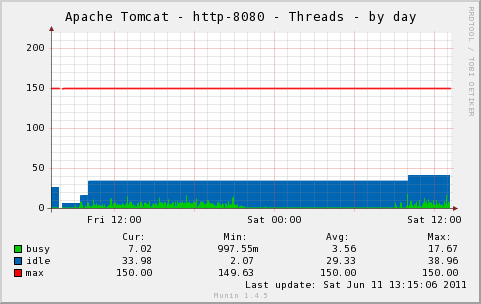 Apache Tomcat - http-8080 - Threads - by day
RRDTOOL / TOBI OETIKER
200
150
100
50
0
Fri 12:00 Sat 00:00 Sat 12:00
Cur: Min: Avg: Max:
busy 7.02 997.55m 3.56 17.67
idle 33.98 2.07 29.33 38.96
max 150.00 149.63 150.00 150.00
Last update: Sat Jun 11 13:15:06 2011
Munin 1.4.5